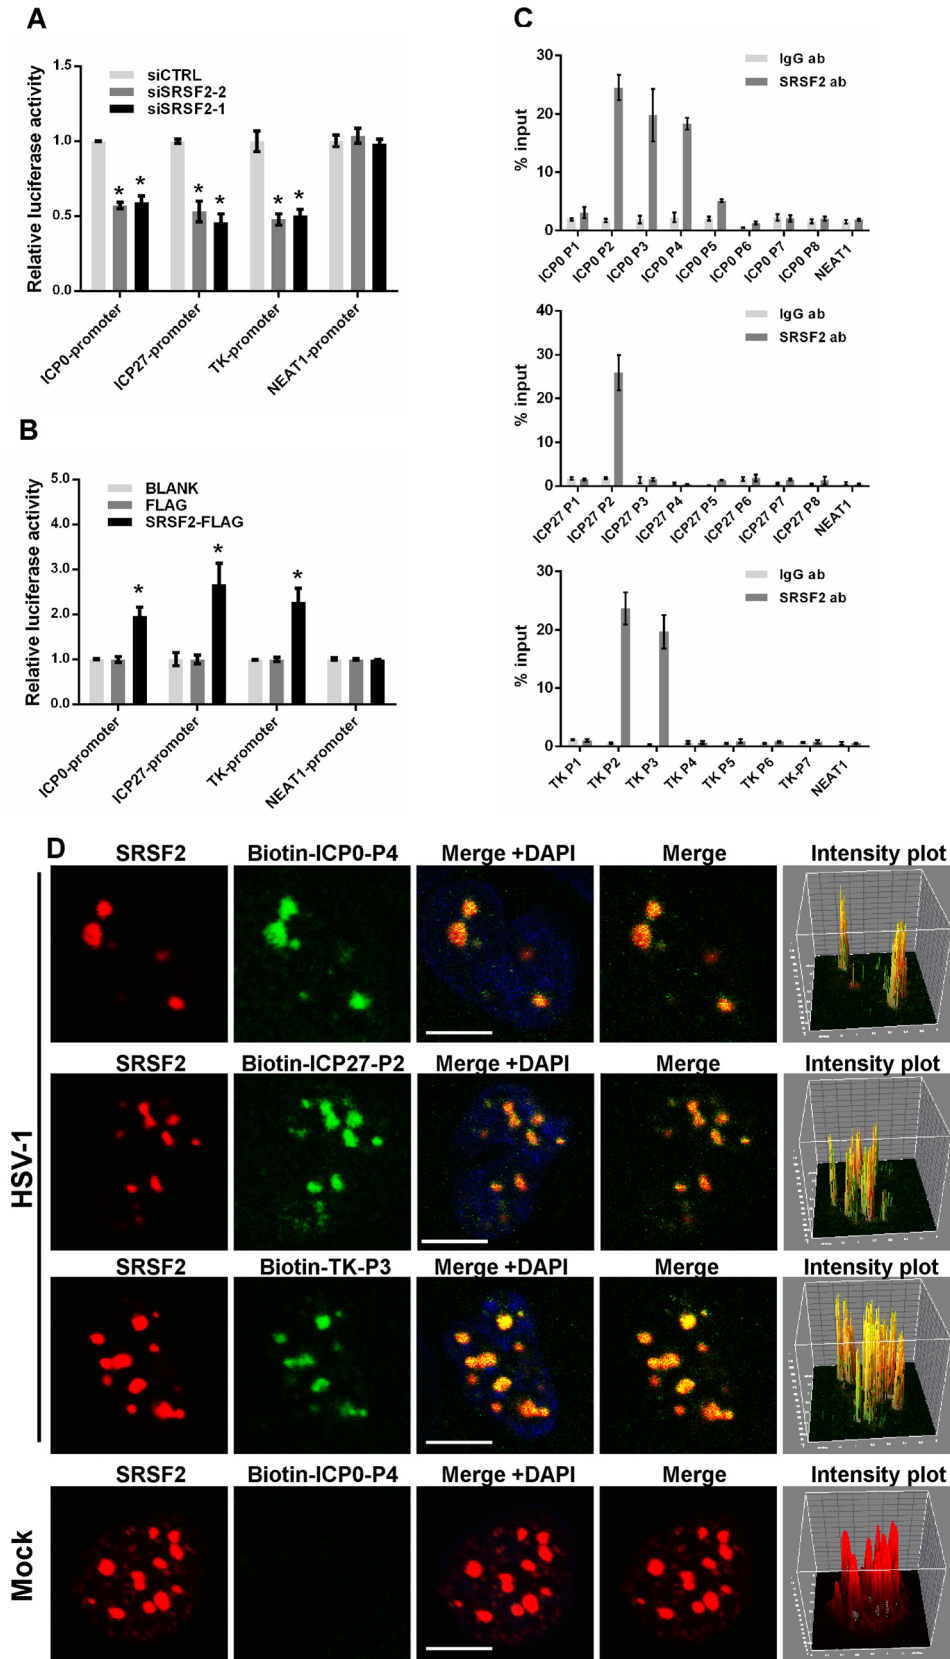 A
Relative luciferase activity
1.5
1.0
0.5
0.0
siCTRL
siSRSF2-2
siSRSF2-1
* * * * * *
ICP0-promoter
ICP27-promoter
TK-promoter
NEAT1-promoter
B
Relative luciferase activity
5.0
4.0
3.0
2.0
1.0
0.0
BLANK
FLAG
SRSF2-FLAG
* * *
ICP0-promoter
ICP27-promoter
TK-promoter
NEAT1-promoter
C
% input
30
20
10
0
IgG ab
SRSF2 ab
ICP0 P1
ICP0 P2
ICP0 P3
ICP0 P4
ICP0 P5
ICP0 P6
ICP0 P7
ICP0 P8
NEAT1
% input
40
30
20
10
0
IgG ab
SRSF2 ab
ICP27 P1
ICP27 P2
ICP27 P3
ICP27 P4
ICP27 P5
ICP27 P6
ICP27 P7
ICP27 P8
NEAT1
% input
30
20
10
0
IgG ab
SRSF2 ab
TK P1
TK P2
TK P3
TK P4
TK P5
TK P6
TK-P7
NEAT1
D
HSV-1
SRSF2 Biotin-ICP0-P4 Merge +DAPI Merge Intensity plot
SRSF2 Biotin-ICP27-P2 Merge +DAPI Merge Intensity plot
SRSF2 Biotin-TK-P3 Merge +DAPI Merge Intensity plot
Mock
SRSF2 Biotin-ICP0-P4 Merge +DAPI Merge Intensity plot